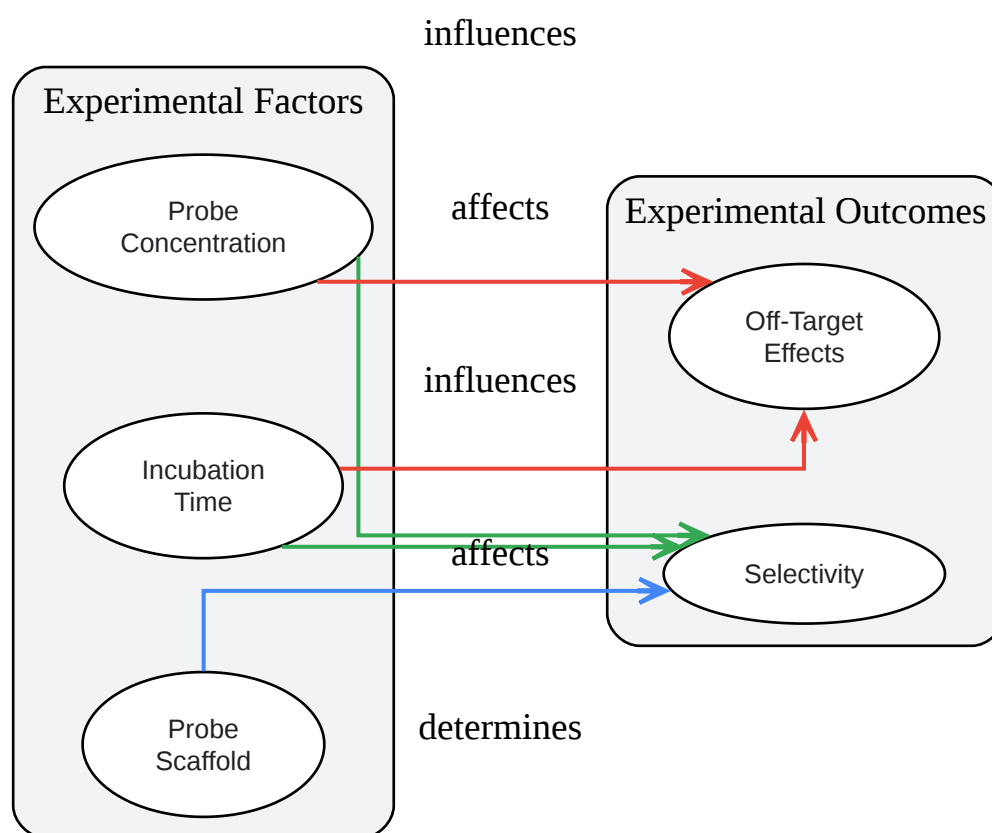 influences
Experimental Factors
Probe
Concentration
affects
Experimental Outcomes
Off-Target
Effects
influences
Incubation
Time
affects
Selectivity
determines
Probe
Scaffold